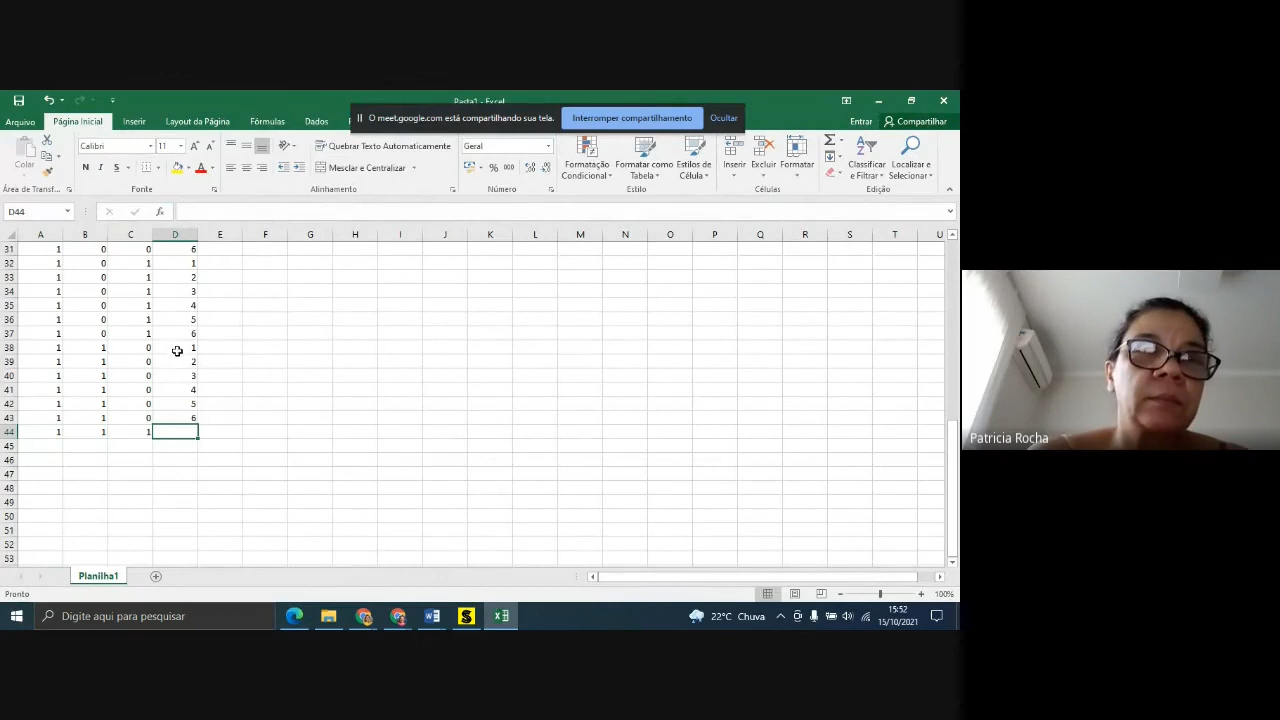 Pasta1 - Excel
O meet.google.com está compartilhando sua tela. Interromper compartilhamento Ocultar
Arquivo Página Inicial Inserir Layout da Página Fórmulas Dados Entrar Compartilhar
Colar Calibri 11 Quebrar Texto Automaticamente Geral
N I S Mesclar e Centralizar % 000
Formatação Condicional Formatar como Tabela Estilos de Célula Inserir Excluir Formatar Classificar e Filtrar Localizar e Selecionar
Área de Transf... Fonte Alinhamento Número Estilo Células Edição
D44 fx
A B C D E F G H I J K L M N O P Q R S T U
31 1 0 0 6
32 1 0 1 1
33 1 0 1 2
34 1 0 1 3
35 1 0 1 4
36 1 0 1 5
37 1 0 1 6
38 1 1 0 1
39 1 1 0 2
40 1 1 0 3
41 1 1 0 4
42 1 1 0 5
43 1 1 0 6
44 1 1 1
45
46
47
48
49
50
51
52
53
Planilha1
Pronto 100%
Digite aqui para pesquisar 22°C Chuva 15:52
15/10/2021
Patricia Rocha